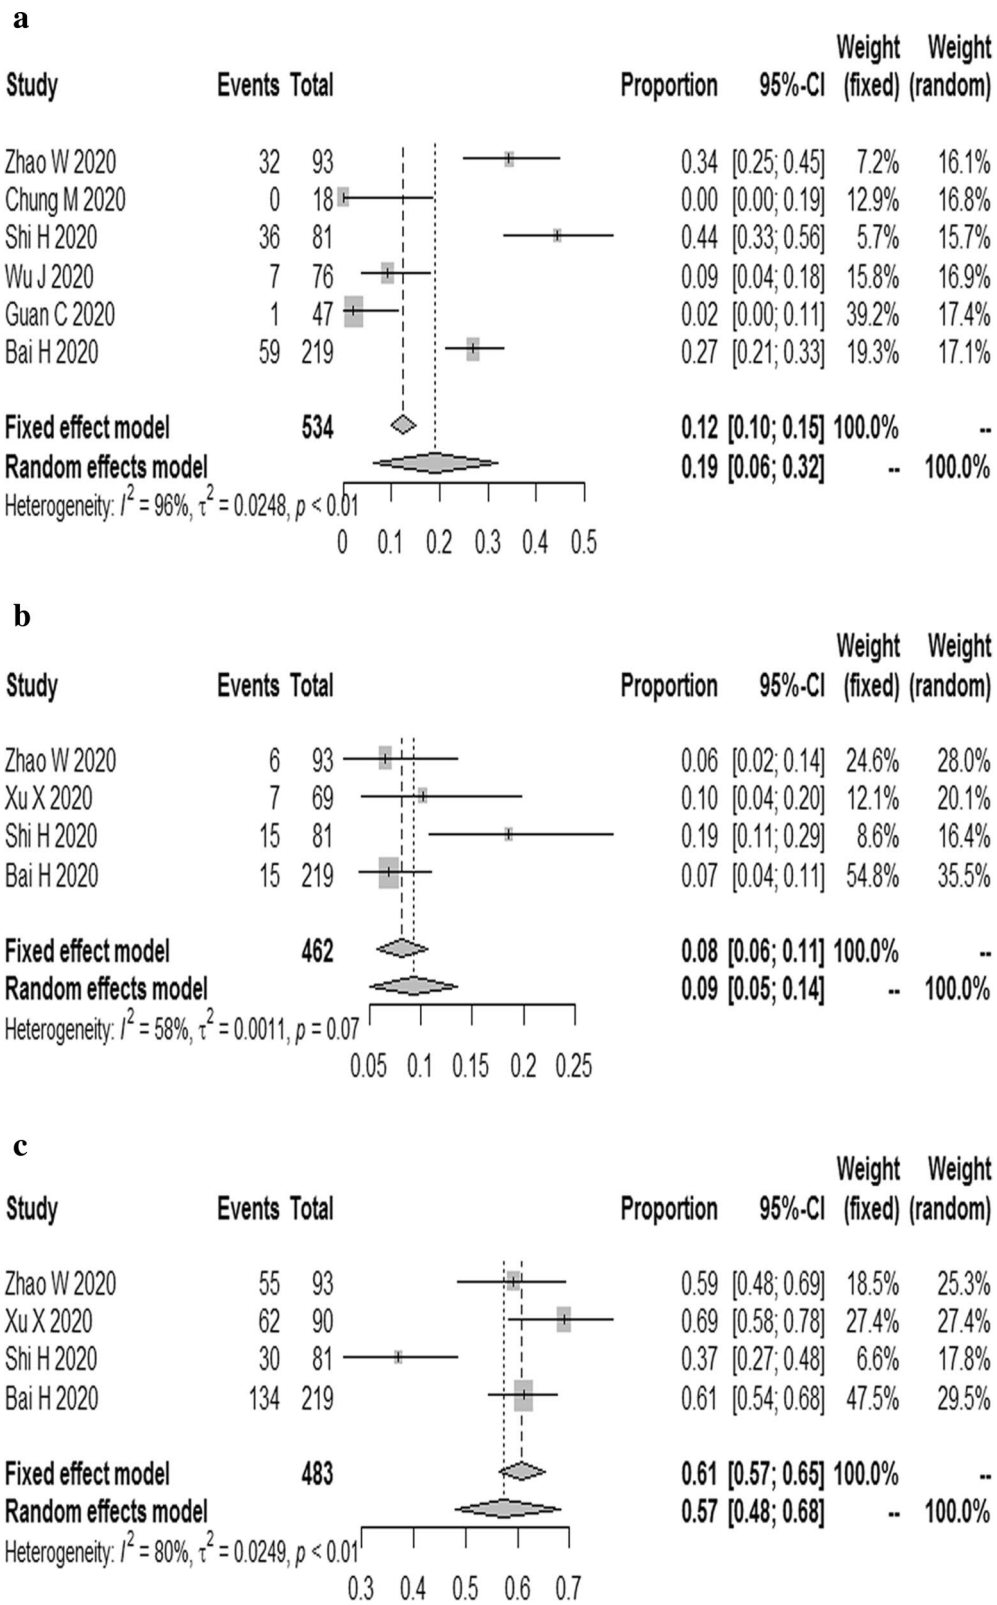 a
Weight Weight
Study Events Total Proportion 95%-CI (fixed) (random)
Zhao W 2020 32 93 0.34 [0.25; 0.45] 7.2% 16.1%
Chung M 2020 0 18 0.00 [0.00; 0.19] 12.9% 16.8%
Shi H 2020 36 81 0.44 [0.33; 0.56] 5.7% 15.7%
Wu J 2020 7 76 0.09 [0.04; 0.18] 15.8% 16.9%
Guan C 2020 1 47 0.02 [0.00; 0.11] 39.2% 17.4%
Bai H 2020 59 219 0.27 [0.21; 0.33] 19.3% 17.1%
Fixed effect model 534 0.12 [0.10; 0.15] 100.0% --
Random effects model 0.19 [0.06; 0.32] -- 100.0%
Heterogeneity: I² = 96%, τ² = 0.0248, p < 0.01
0 0.1 0.2 0.3 0.4 0.5
b
Weight Weight
Study Events Total Proportion 95%-CI (fixed) (random)
Zhao W 2020 6 93 0.06 [0.02; 0.14] 24.6% 28.0%
Xu X 2020 7 69 0.10 [0.04; 0.20] 12.1% 20.1%
Shi H 2020 15 81 0.19 [0.11; 0.29] 8.6% 16.4%
Bai H 2020 15 219 0.07 [0.04; 0.11] 54.8% 35.5%
Fixed effect model 462 0.08 [0.06; 0.11] 100.0% --
Random effects model 0.09 [0.05; 0.14] -- 100.0%
Heterogeneity: I² = 58%, τ² = 0.0011, p = 0.07
0.05 0.1 0.15 0.2 0.25
c
Weight Weight
Study Events Total Proportion 95%-CI (fixed) (random)
Zhao W 2020 55 93 0.59 [0.48; 0.69] 18.5% 25.3%
Xu X 2020 62 90 0.69 [0.58; 0.78] 27.4% 27.4%
Shi H 2020 30 81 0.37 [0.27; 0.48] 6.6% 17.8%
Bai H 2020 134 219 0.61 [0.54; 0.68] 47.5% 29.5%
Fixed effect model 483 0.61 [0.57; 0.65] 100.0% --
Random effects model 0.57 [0.48; 0.68] -- 100.0%
Heterogeneity: I² = 80%, τ² = 0.0249, p < 0.01
0.3 0.4 0.5 0.6 0.7